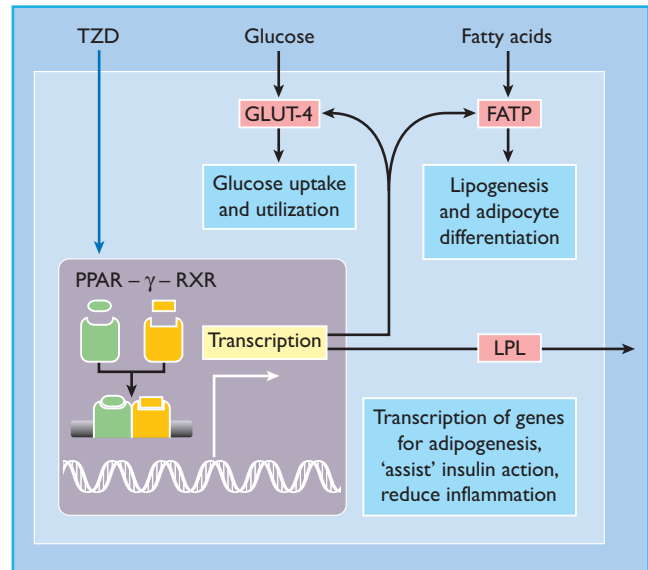 TZD
Glucose
Fatty acids
GLUT-4
FATP
Glucose uptake
and utilization
Lipogenesis
and adipocyte
differentiation
PPAR – γ – RXR
Transcription
LPL
Transcription of genes
for adipogenesis,
‘assist’ insulin action,
reduce inflammation